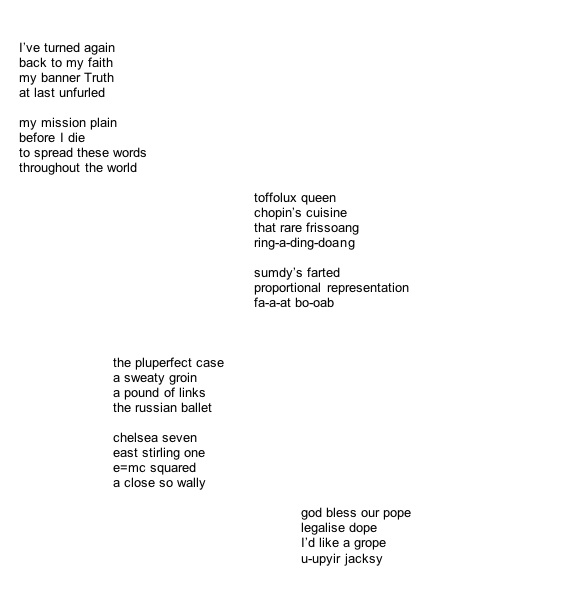 I've turned again
back to my faith
my banner Truth
at last unfurled
my mission plain
before I die
to spread these words
throughout the world
toffolux queen
chopin's cuisine
that rare frissoang
ring-a-ding-doang
sumdy's farted
proportional representation
fa-a-at bo-oab
the pluperfect case
a sweaty groin
a pound of links
the russian ballet
chelsea seven
east stirling one
e=mc squared
a close so wally
god bless our pope
legalise dope
I'd like a grope
u-upyir jacksy